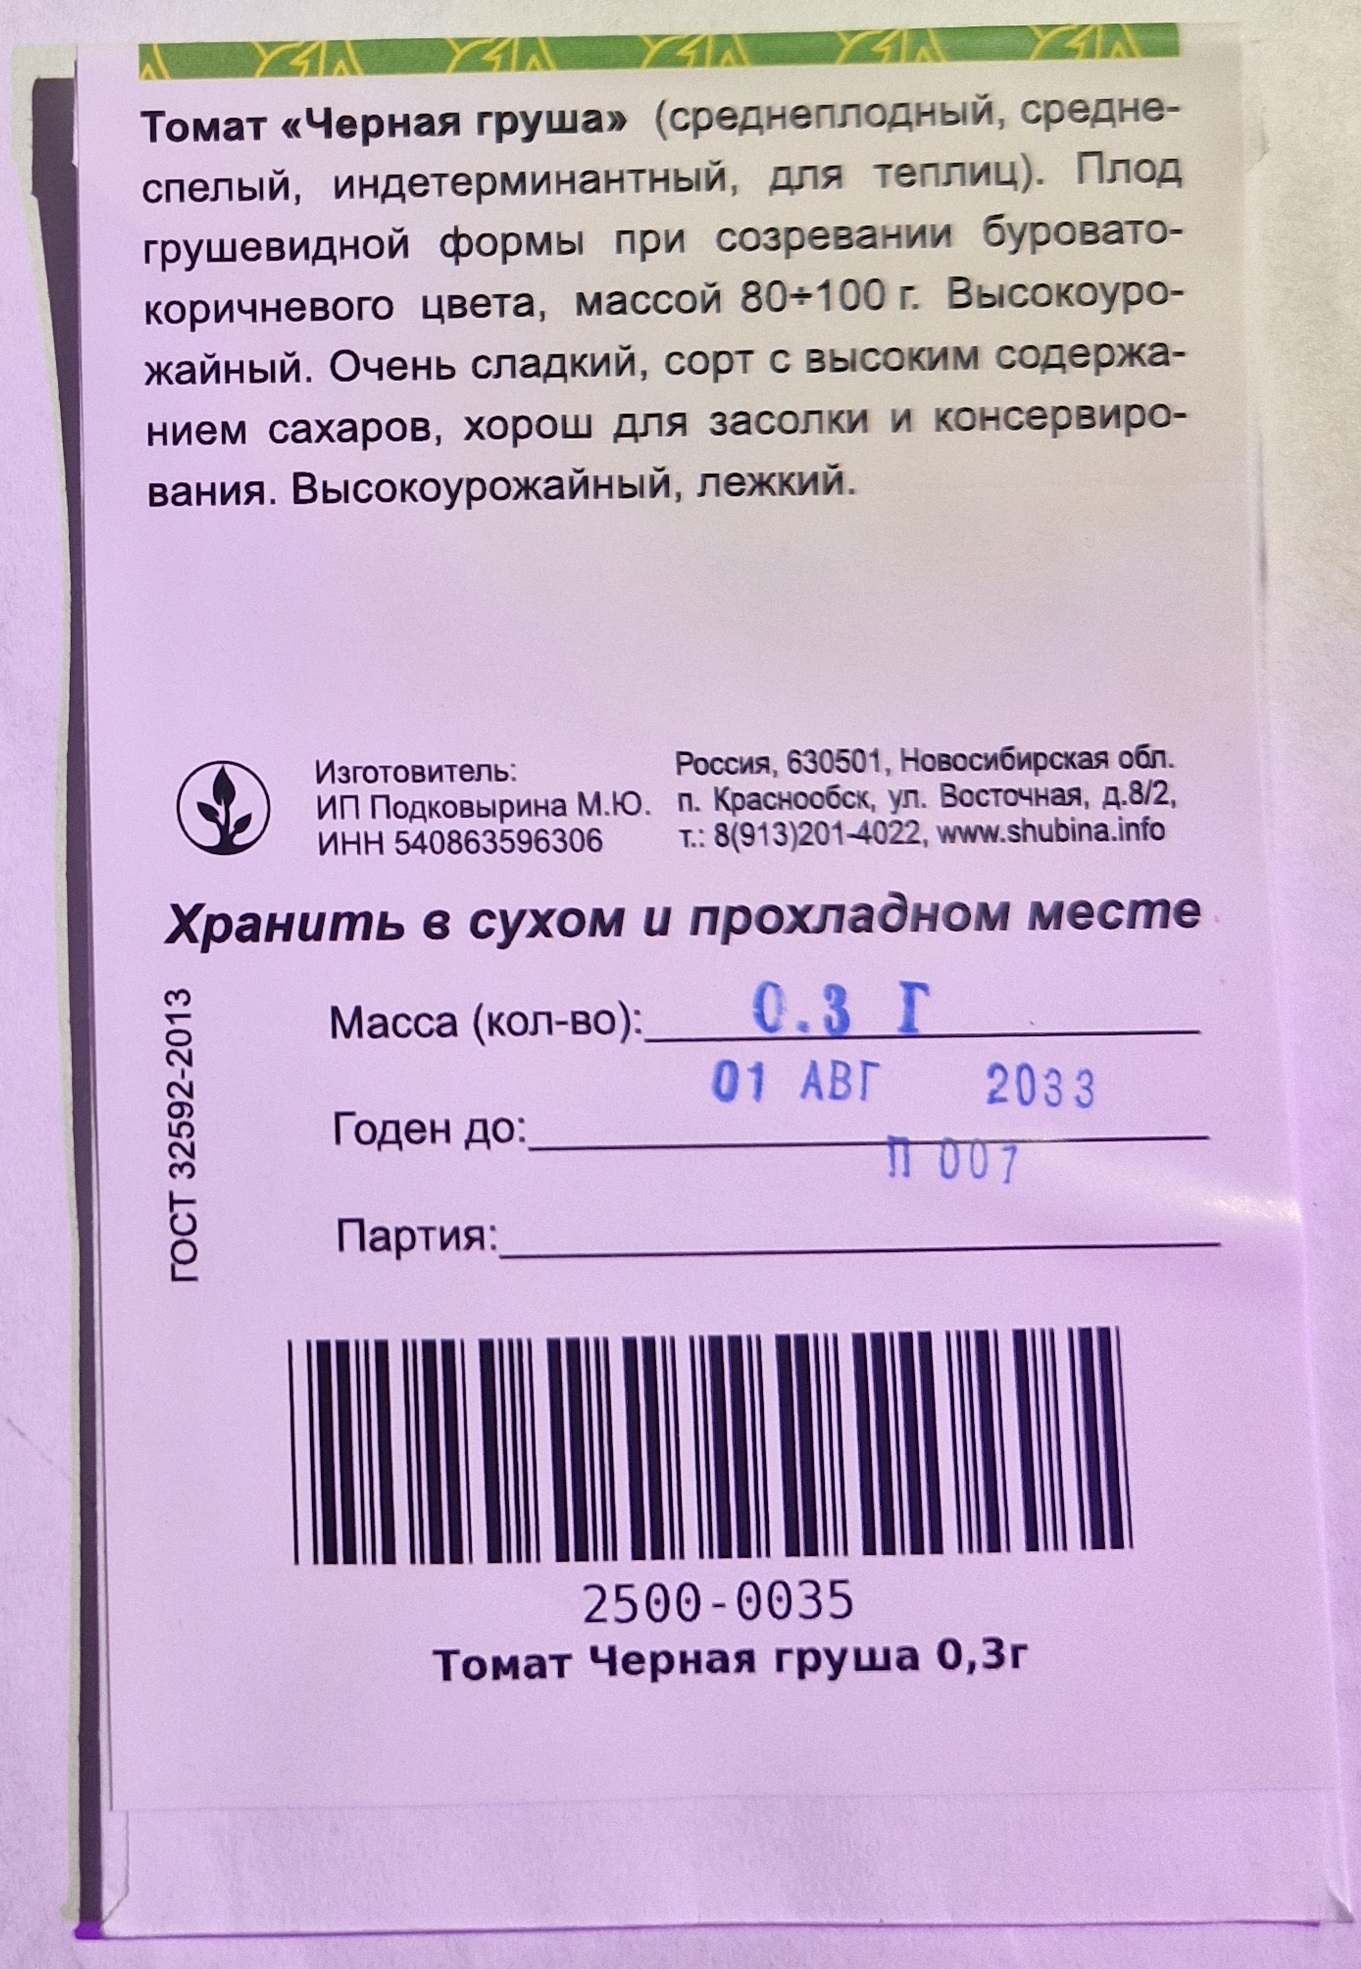 Томат «Черная груша» (среднеплодный, средне-
спелый, индетерминантный, для теплиц). Плод
грушевидной формы при созревании буровато-
коричневого цвета, массой 80÷100 г. Высокоуро-
жайный. Очень сладкий, сорт с высоким содержа-
нием сахаров, хорош для засолки и консервиро-
вания. Высокоурожайный, лежкий.
Изготовитель:
ИП Подковырина М.Ю.
ИНН 540863596306
Россия, 630501, Новосибирская обл.
п. Краснообск, ул. Восточная, д.8/2,
т.: 8(913)201-4022, www.shubina.info
Хранить в сухом и прохладном месте
ГОСТ 32592-2013
Масса (кол-во): 0.3 Г
Годен до: 01 АВГ 2033
Партия: П 007
2500-0035
Томат Черная груша 0,3г